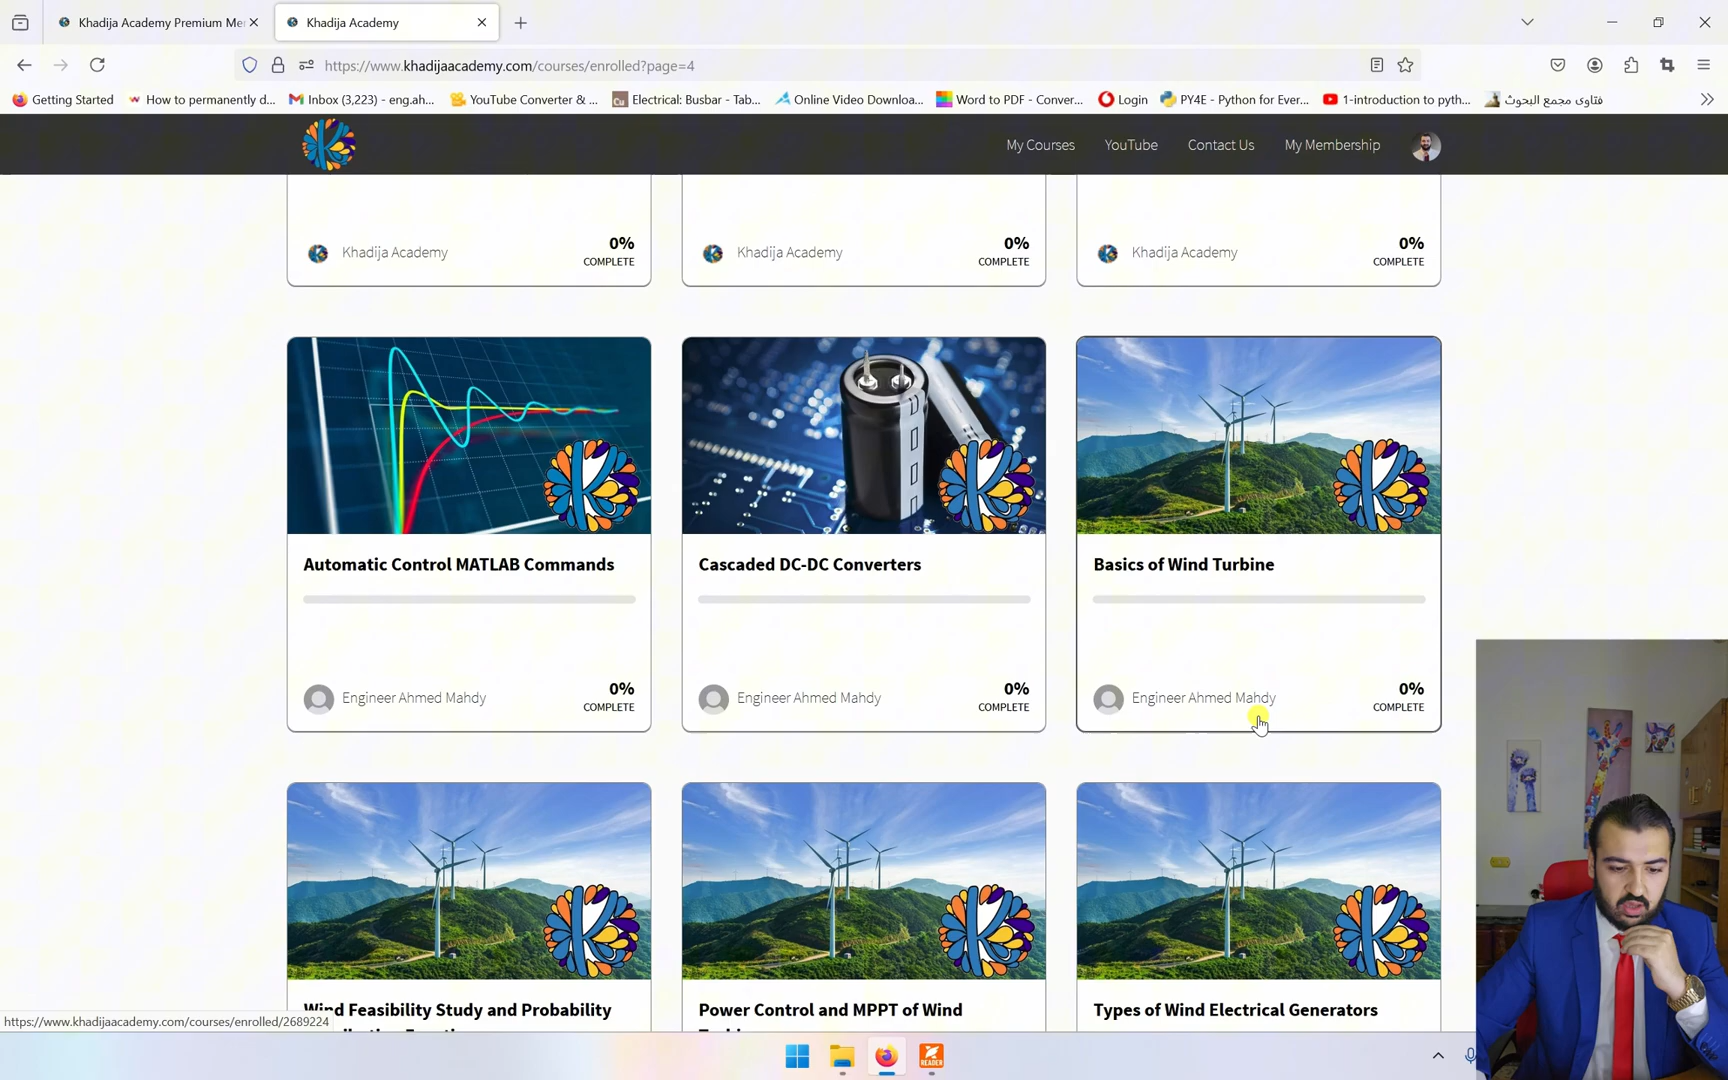 Khadija Academy Premium Me
Khadija Academy
https://www.khadijaacademy.com/courses/enrolled?page=4
Getting Started
How to permanently d...
Inbox (3,223) - eng.ah...
YouTube Converter & ...
Electrical: Busbar - Tab...
Online Video Downloa...
Word to PDF - Conver...
Login
PY4E - Python for Ever...
1-introduction to pyth...
فتاوى مجمع البحوث
My Courses
YouTube
Contact Us
My Membership
Khadija Academy
0%
COMPLETE
Khadija Academy
0%
COMPLETE
Khadija Academy
0%
COMPLETE
Automatic Control MATLAB Commands
Engineer Ahmed Mahdy
0%
COMPLETE
Cascaded DC-DC Converters
Engineer Ahmed Mahdy
0%
COMPLETE
Basics of Wind Turbine
Engineer Ahmed Mahdy
0%
COMPLETE
Wind Feasibility Study and Probability
Power Control and MPPT of Wind
Types of Wind Electrical Generators
https://www.khadijaacademy.com/courses/enrolled/2689224
READER